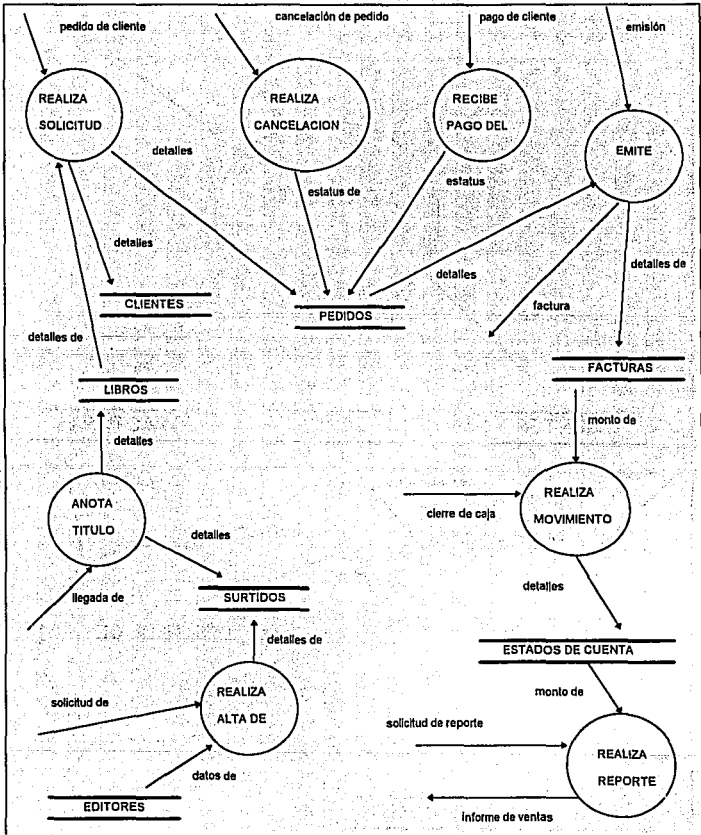 pedido de cliente
cancelación de pedido
pago de cliente
emisión
REALIZA
SOLICITUD
REALIZA
CANCELACION
RECIBE
PAGO DEL
EMITE
detalles
estatus de
estatus
detalles
detalles
detalles de
factura
CLIENTES
PEDIDOS
detalles de
FACTURAS
LIBROS
detalles
monto de
ANOTA
TITULO
REALIZA
MOVIMIENTO
cierre de caja
detalles
llegada de
SURTIDOS
detalles
detalles de
ESTADOS DE CUENTA
solicitud de
REALIZA
ALTA DE
monto de
solicitud de reporte
REALIZA
REPORTE
datos de
EDITORES
informe de ventas